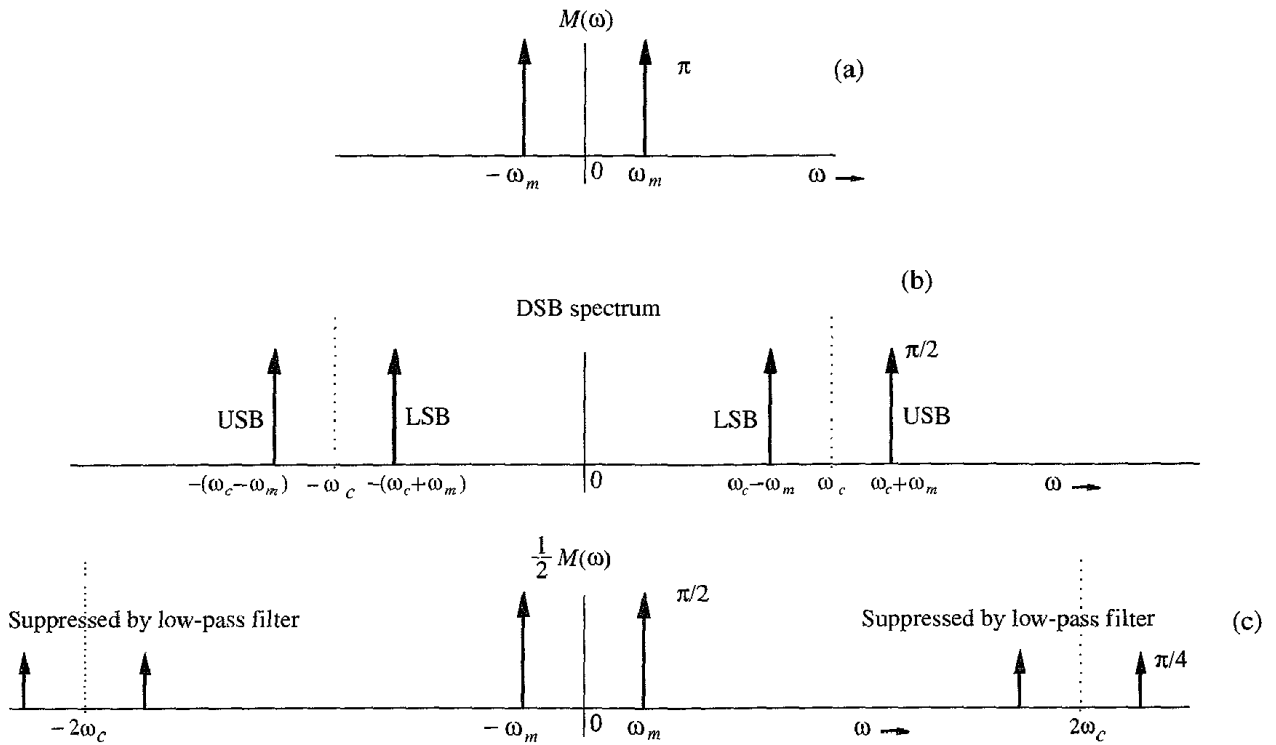 M(ω)
π
(a)
−ω_m
0
ω_m
ω
(b)
DSB spectrum
π/2
USB
LSB
LSB
USB
−(ω_c−ω_m)
−ω_c
−(ω_c+ω_m)
0
ω_c−ω_m
ω_c
ω_c+ω_m
ω
1/2 M(ω)
π/2
Suppressed by low-pass filter
Suppressed by low-pass filter
(c)
π/4
−2ω_c
−ω_m
0
ω_m
ω
2ω_c